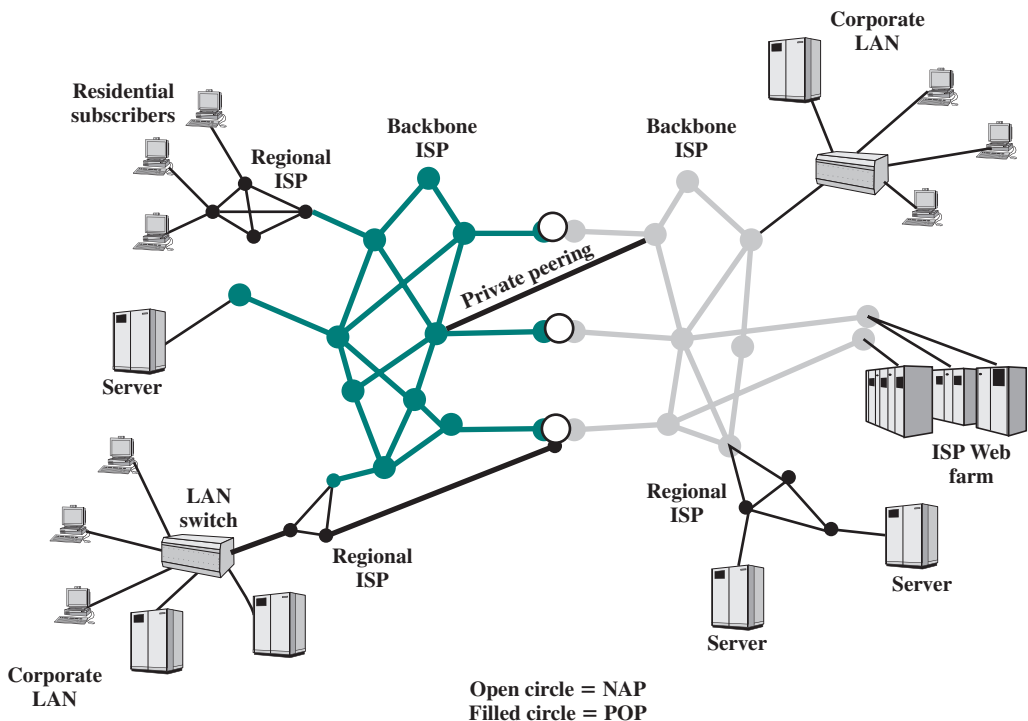 Corporate
LAN
Residential
subscribers
Backbone
ISP
Backbone
ISP
Regional
ISP
Private peering
Server
ISP Web
farm
LAN
switch
Regional
ISP
Regional
ISP
Server
Server
Corporate
LAN
Open circle = NAP
Filled circle = POP